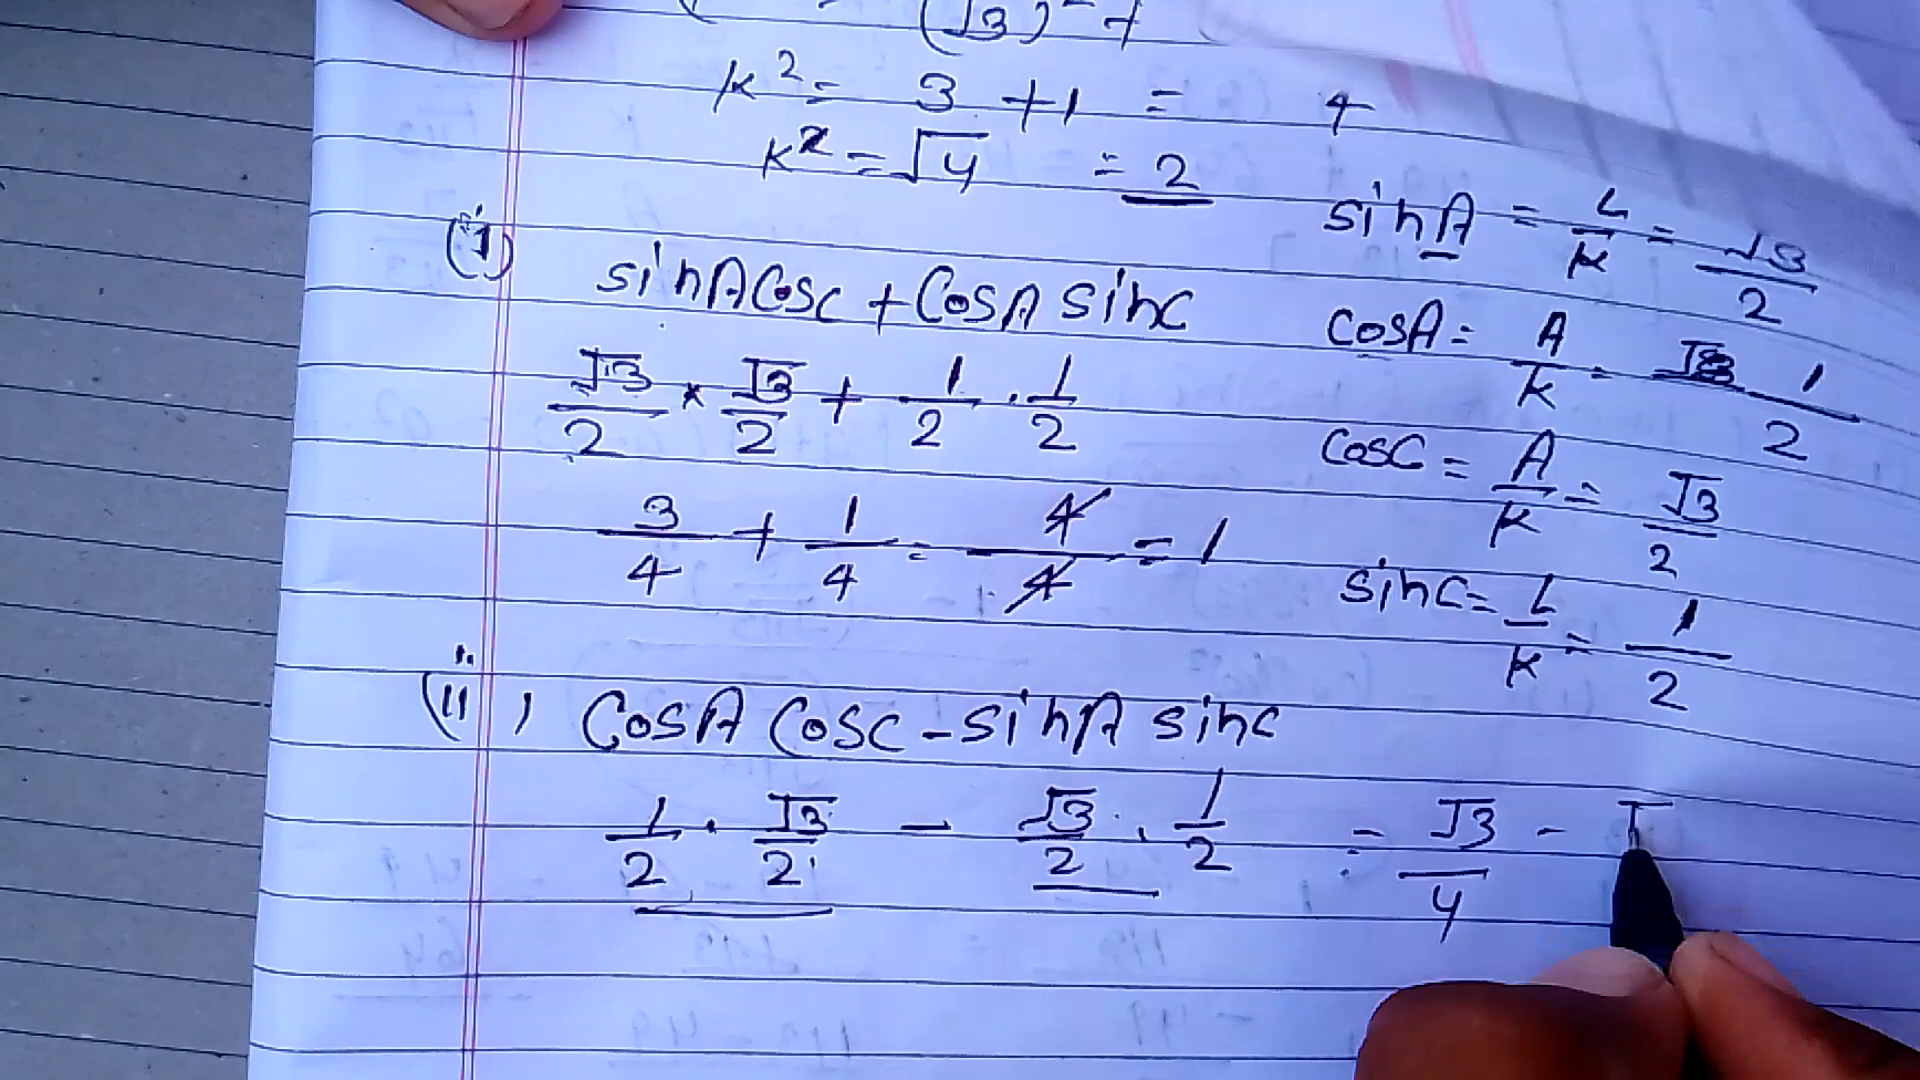 (√3)² +
k² = 3 + 1 = 4
k² = √4 = 2
sinA = L/K = √3/2
(i)
sinA CosC + CosA sinC
CosA = A/K = 1/2
√3/2 × √3/2 + 1/2 . 1/2
CosC = A/K = √3/2
3/4 + 1/4 = 4/4 = 1
sinC = L/K = 1/2
(ii) CosA CosC - sinA sinC
1/2 . √3/2 - √3/2 . 1/2 = √3/4 - √